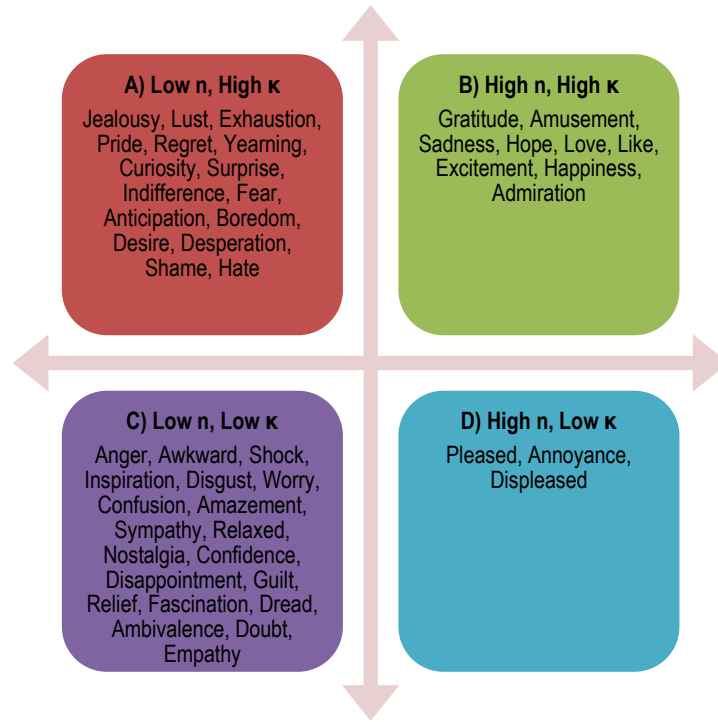 A) Low n, High κ
Jealousy, Lust, Exhaustion,
Pride, Regret, Yearning,
Curiosity, Surprise,
Indifference, Fear,
Anticipation, Boredom,
Desire, Desperation,
Shame, Hate
B) High n, High κ
Gratitude, Amusement,
Sadness, Hope, Love, Like,
Excitement, Happiness,
Admiration
C) Low n, Low κ
Anger, Awkward, Shock,
Inspiration, Disgust, Worry,
Confusion, Amazement,
Sympathy, Relaxed,
Nostalgia, Confidence,
Disappointment, Guilt,
Relief, Fascination, Dread,
Ambivalence, Doubt,
Empathy
D) High n, Low κ
Pleased, Annoyance,
Displeased